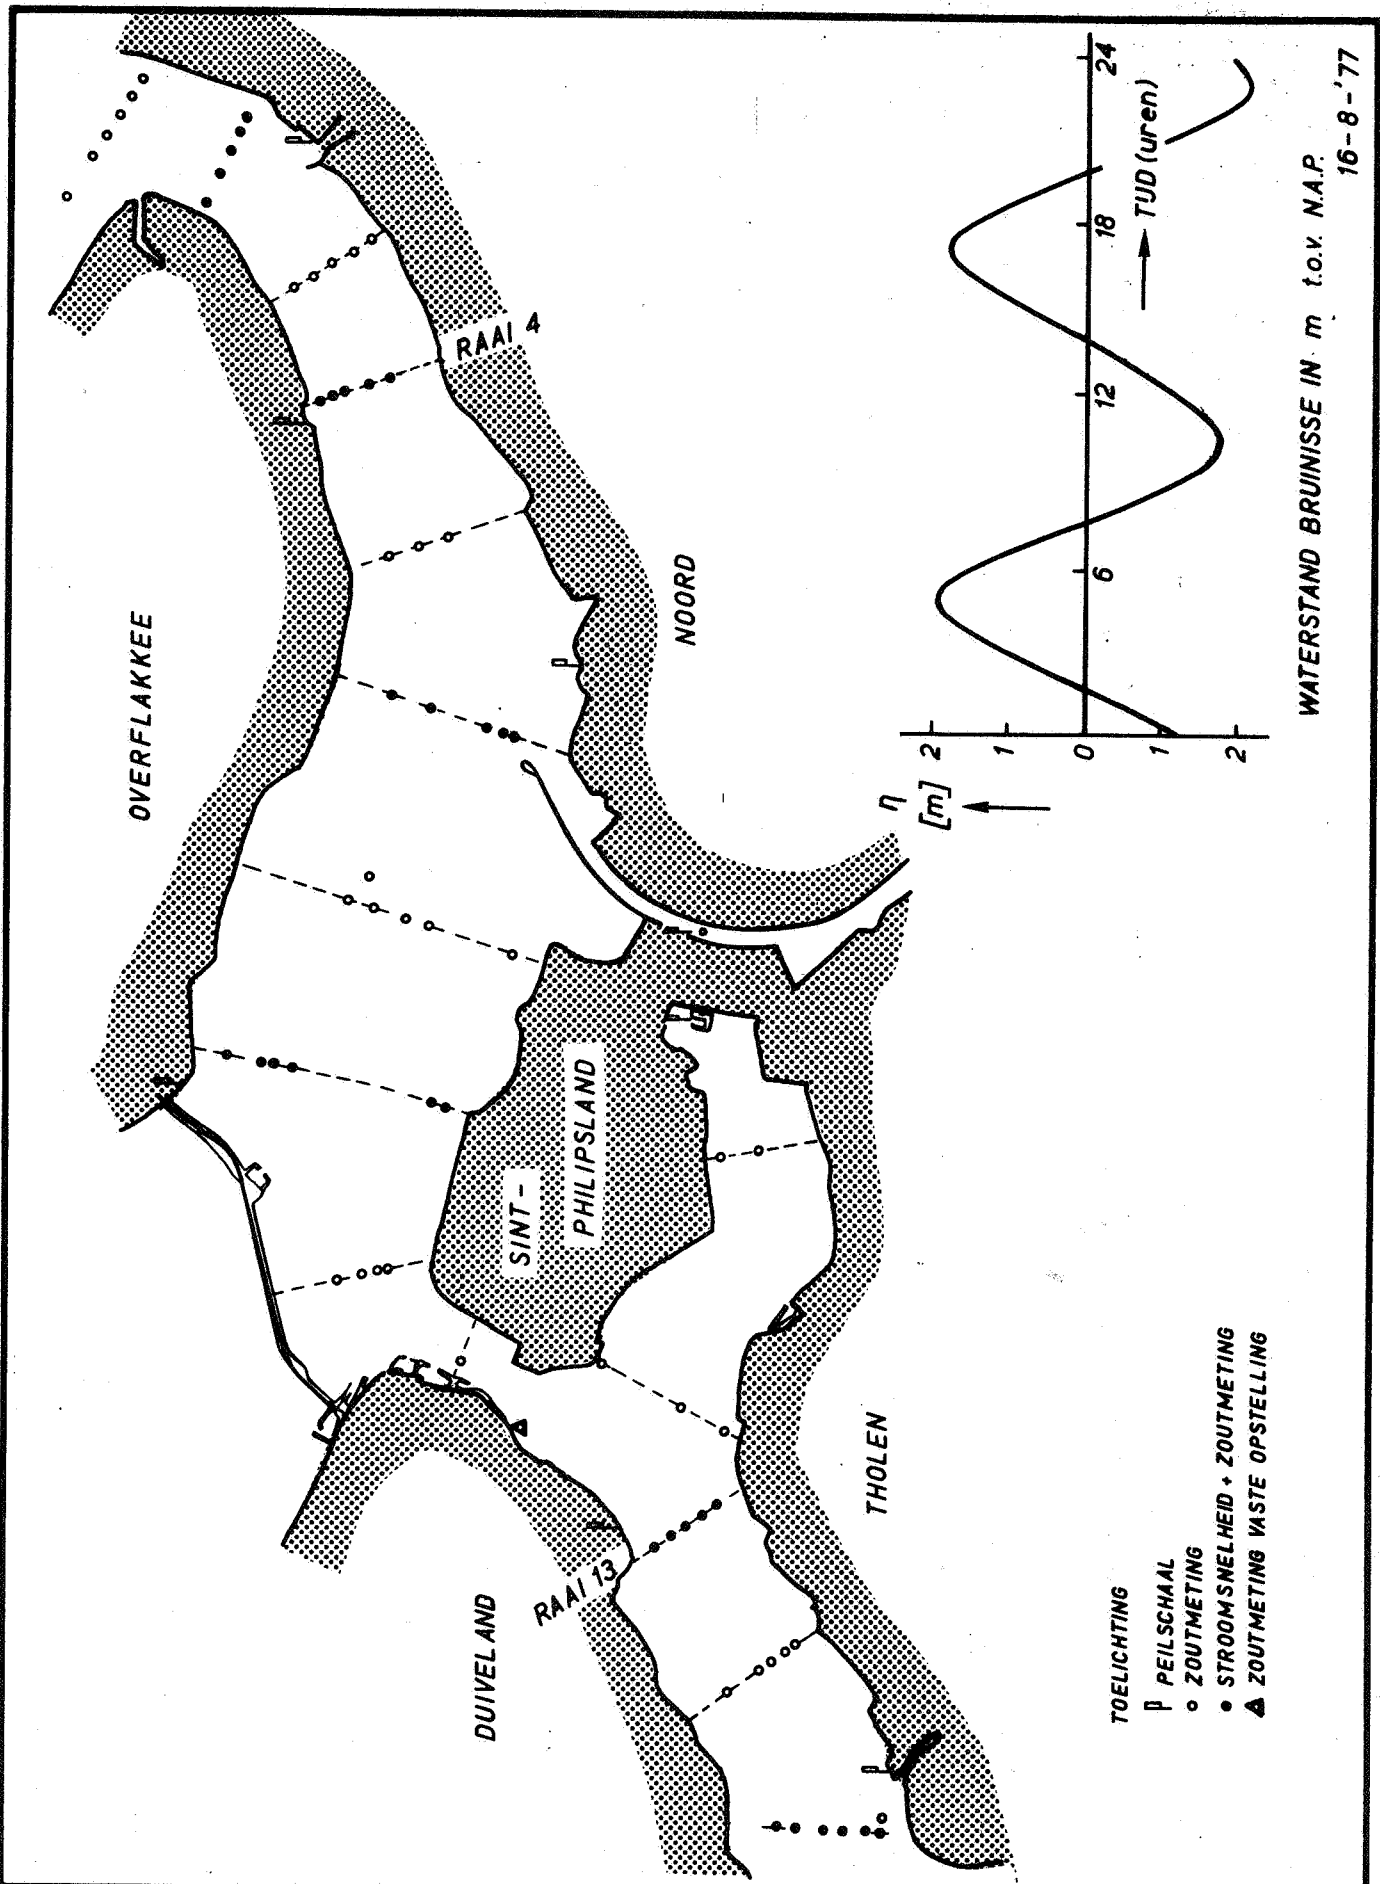 OVERFLAKKEE
NOORD
RAAI 4
SINT-
PHILIPSLAND
DUIVELAND
RAAI 13
THOLEN
TOELICHTING
PEILSCHAAL
ZOUTMETING
STROOMSNELHEID + ZOUTMETING
ZOUTMETING VASTE OPSTELLING
η
[m]
2
1
0
1
2
6
12
18
24
TIJD (uren)
WATERSTAND BRUINISSE IN m t.o.v. N.A.P.
16-8-'77